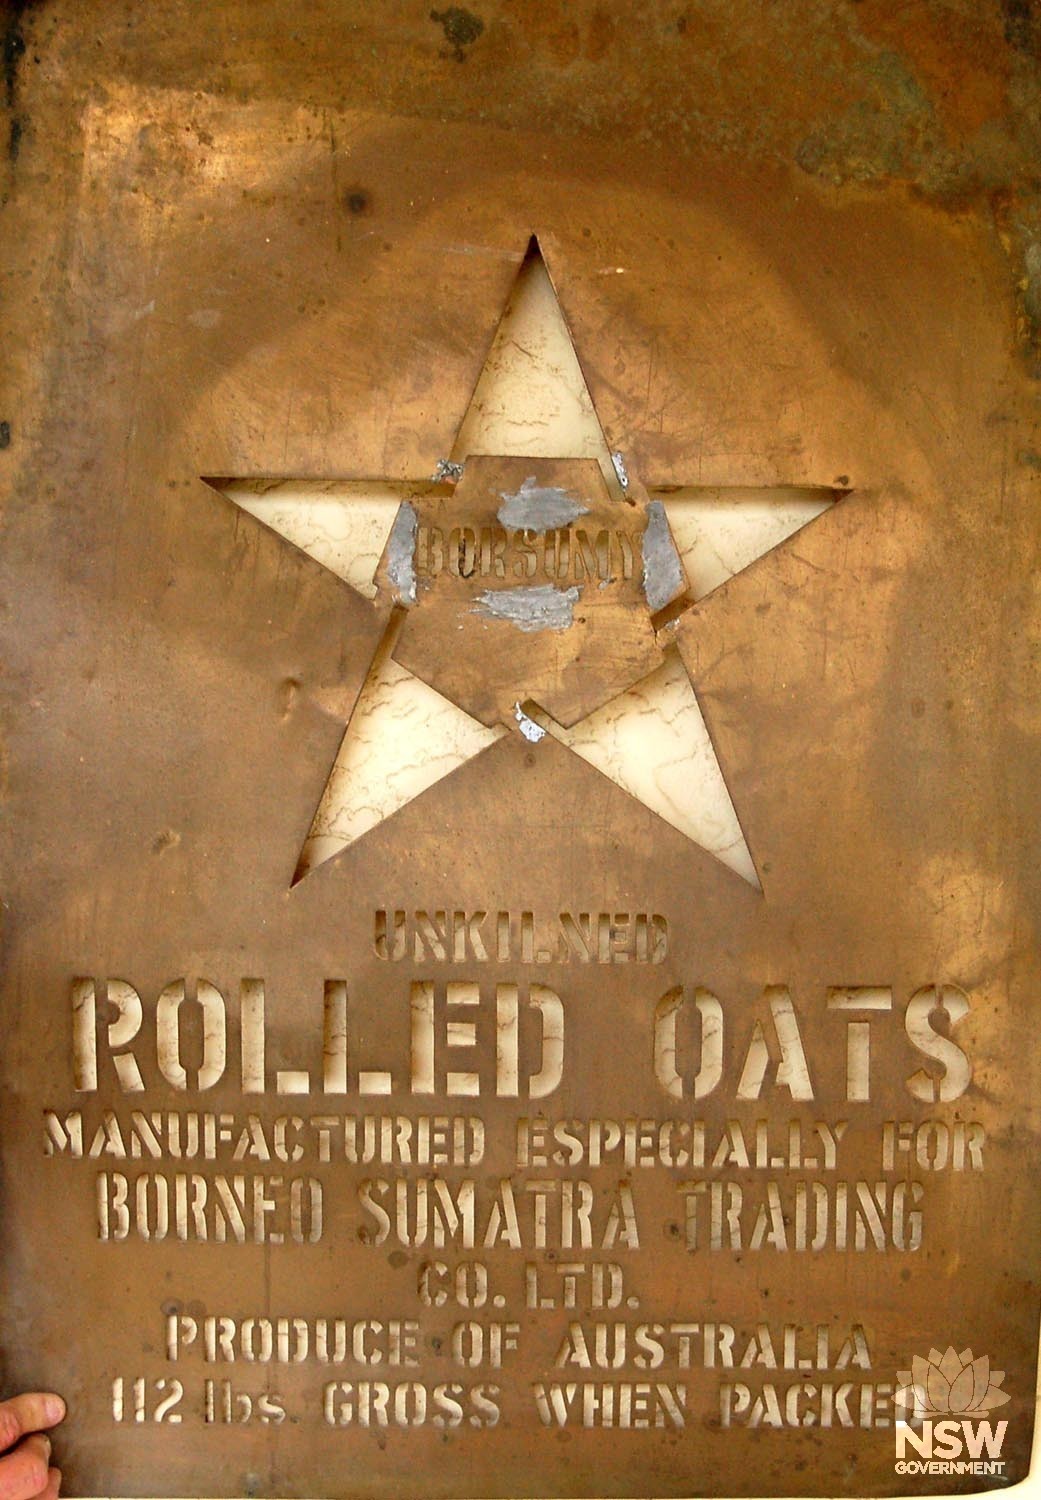 BORSUMY
UNKILNED
ROLLED OATS
MANUFACTURED ESPECIALLY FOR
BORNEO SUMATRA TRADING
CO. LTD.
PRODUCE OF AUSTRALIA
112 lbs GROSS WHEN PACKED
NSW
GOVERNMENT